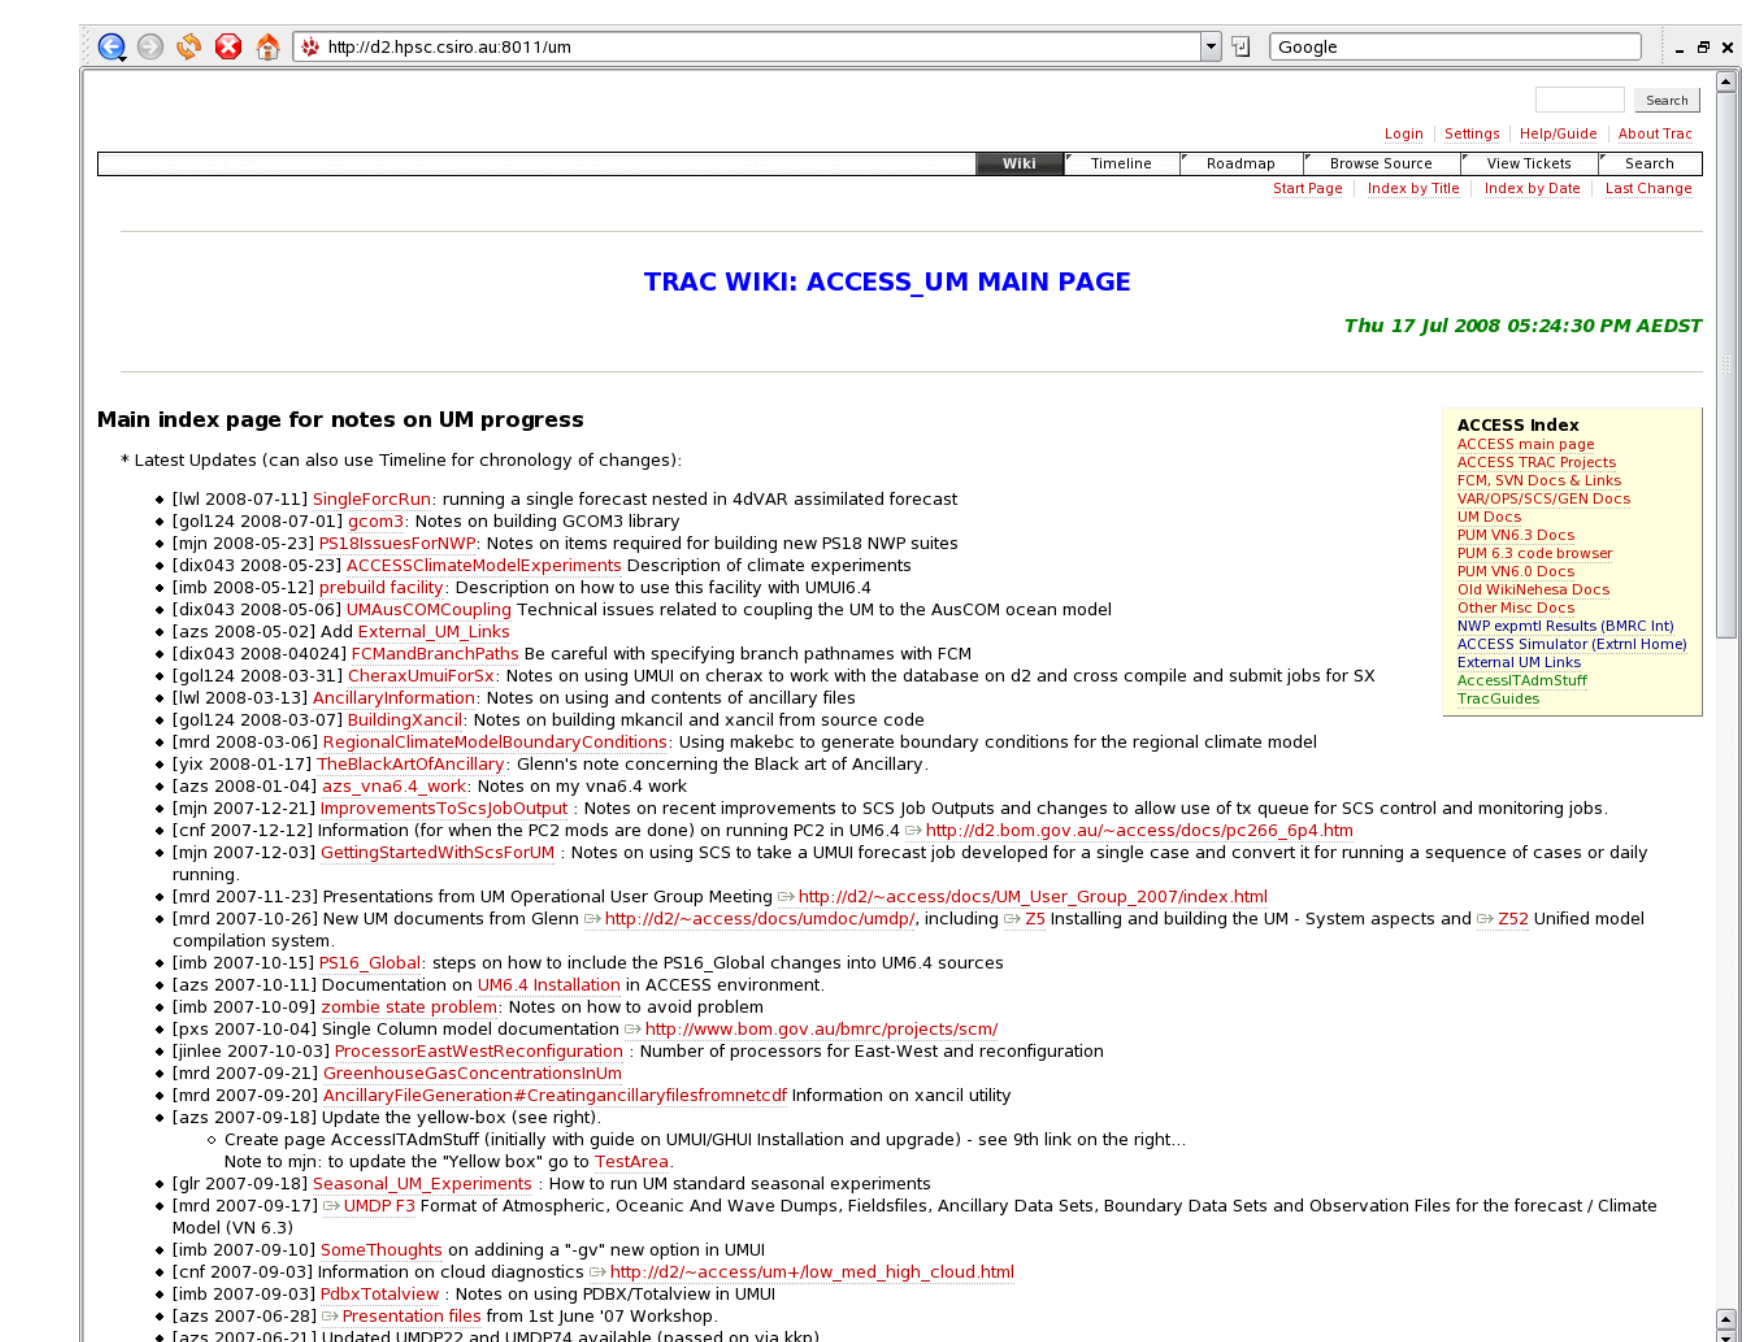 http://d2.hpsc.csiro.au:8011/um
Google
Search
Login Settings Help/Guide About Trac
Wiki Timeline Roadmap Browse Source View Tickets Search
Start Page Index by Title Index by Date Last Change
TRAC WIKI: ACCESS_UM MAIN PAGE
Thu 17 Jul 2008 05:24:30 PM AEDST
Main index page for notes on UM progress
* Latest Updates (can also use Timeline for chronology of changes):
[lwl 2008-07-11] SingleForcRun: running a single forecast nested in 4dVAR assimilated forecast
[gol124 2008-07-01] gcom3: Notes on building GCOM3 library
[mjn 2008-05-23] PS18IssuesForNWP: Notes on items required for building new PS18 NWP suites
[dix043 2008-05-23] ACCESSClimateModelExperiments Description of climate experiments
[imb 2008-05-12] prebuild facility: Description on how to use this facility with UMUI6.4
[dix043 2008-05-06] UMAusCOMCoupling Technical issues related to coupling the UM to the AusCOM ocean model
[azs 2008-05-02] Add External_UM_Links
[dix043 2008-04024] FCMandBranchPaths Be careful with specifying branch pathnames with FCM
[gol124 2008-03-31] CheraxUmuiForSx: Notes on using UMUI on cherax to work with the database on d2 and cross compile and submit jobs for SX
[lwl 2008-03-13] AncillaryInformation: Notes on using and contents of ancillary files
[gol124 2008-03-07] BuildingXancil: Notes on building mkancil and xancil from source code
[mrd 2008-03-06] RegionalClimateModelBoundaryConditions: Using makebc to generate boundary conditions for the regional climate model
[yix 2008-01-17] TheBlackArtOfAncillary: Glenn's note concerning the Black art of Ancillary.
[azs 2008-01-04] azs_vna6.4_work: Notes on my vna6.4 work
[mjn 2007-12-21] ImprovementsToScsJobOutput : Notes on recent improvements to SCS Job Outputs and changes to allow use of tx queue for SCS control and monitoring jobs.
[cnf 2007-12-12] Information (for when the PC2 mods are done) on running PC2 in UM6.4 http://d2.bom.gov.au/~access/docs/pc266_6p4.htm
[mjn 2007-12-03] GettingStartedWithScsForUM : Notes on using SCS to take a UMUI forecast job developed for a single case and convert it for running a sequence of cases or daily
running.
[mrd 2007-11-23] Presentations from UM Operational User Group Meeting http://d2/~access/docs/UM_User_Group_2007/index.html
[mrd 2007-10-26] New UM documents from Glenn http://d2/~access/docs/umdoc/umdp/, including Z5 Installing and building the UM - System aspects and Z52 Unified model
compilation system.
[imb 2007-10-15] PS16_Global: steps on how to include the PS16_Global changes into UM6.4 sources
[azs 2007-10-11] Documentation on UM6.4 Installation in ACCESS environment.
[imb 2007-10-09] zombie state problem: Notes on how to avoid problem
[pxs 2007-10-04] Single Column model documentation http://www.bom.gov.au/bmrc/projects/scm/
[jinlee 2007-10-03] ProcessorEastWestReconfiguration : Number of processors for East-West and reconfiguration
[mrd 2007-09-21] GreenhouseGasConcentrationsInUm
[mrd 2007-09-20] AncillaryFileGeneration#Creatingancillaryfilesfromnetcdf Information on xancil utility
[azs 2007-09-18] Update the yellow-box (see right).
Create page AccessITAdmStuff (initially with guide on UMUI/GHUI Installation and upgrade) - see 9th link on the right...
Note to mjn: to update the "Yellow box" go to TestArea.
[glr 2007-09-18] Seasonal_UM_Experiments : How to run UM standard seasonal experiments
[mrd 2007-09-17] UMDP F3 Format of Atmospheric, Oceanic And Wave Dumps, Fieldsfiles, Ancillary Data Sets, Boundary Data Sets and Observation Files for the forecast / Climate
Model (VN 6.3)
[imb 2007-09-10] SomeThoughts on addining a "-gv" new option in UMUI
[cnf 2007-09-03] Information on cloud diagnostics http://d2/~access/um+/low_med_high_cloud.html
[imb 2007-09-03] PdbxTotalview : Notes on using PDBX/Totalview in UMUI
[azs 2007-06-28] Presentation files from 1st June '07 Workshop.
[azs 2007-06-21] Updated UMDP22 and UMDP74 available (passed on via kkp)
ACCESS Index
ACCESS main page
ACCESS TRAC Projects
FCM, SVN Docs & Links
VAR/OPS/SCS/GEN Docs
UM Docs
PUM VN6.3 Docs
PUM 6.3 code browser
PUM VN6.0 Docs
Old WikiNehesa Docs
Other Misc Docs
NWP expmtl Results (BMRC Int)
ACCESS Simulator (Extrnl Home)
External UM Links
AccessITAdmStuff
TracGuides